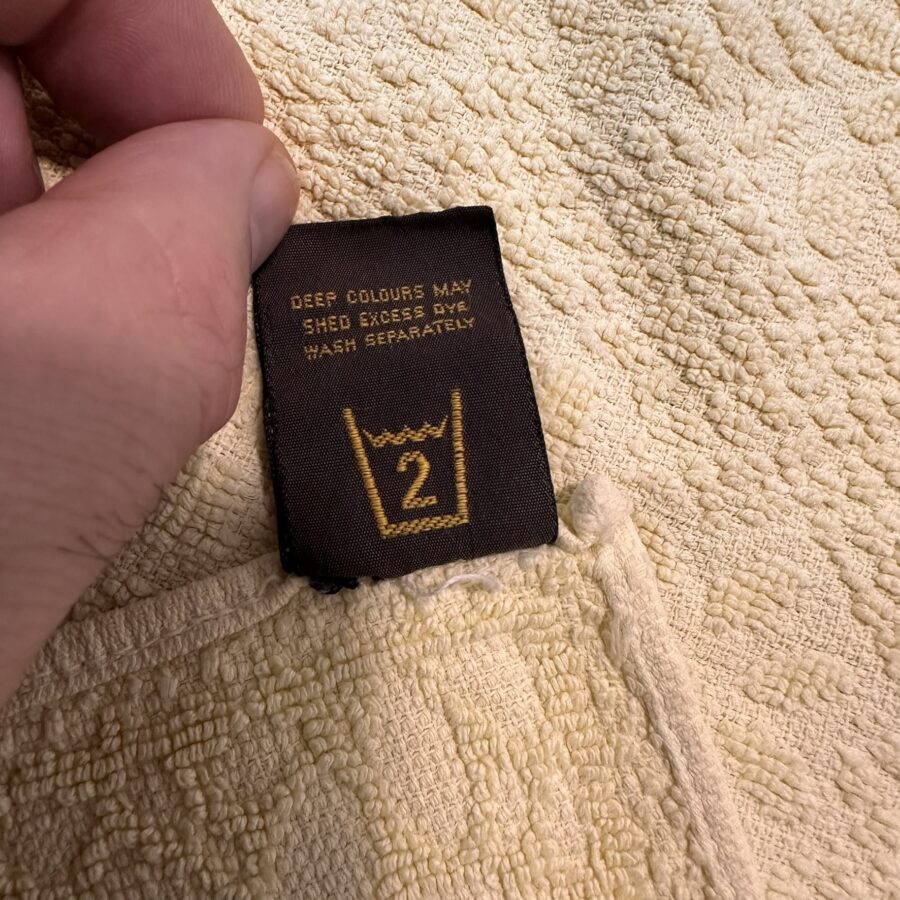 DEEP COLOURS MAY
SHED EXCESS DYE
WASH SEPARATELY
2